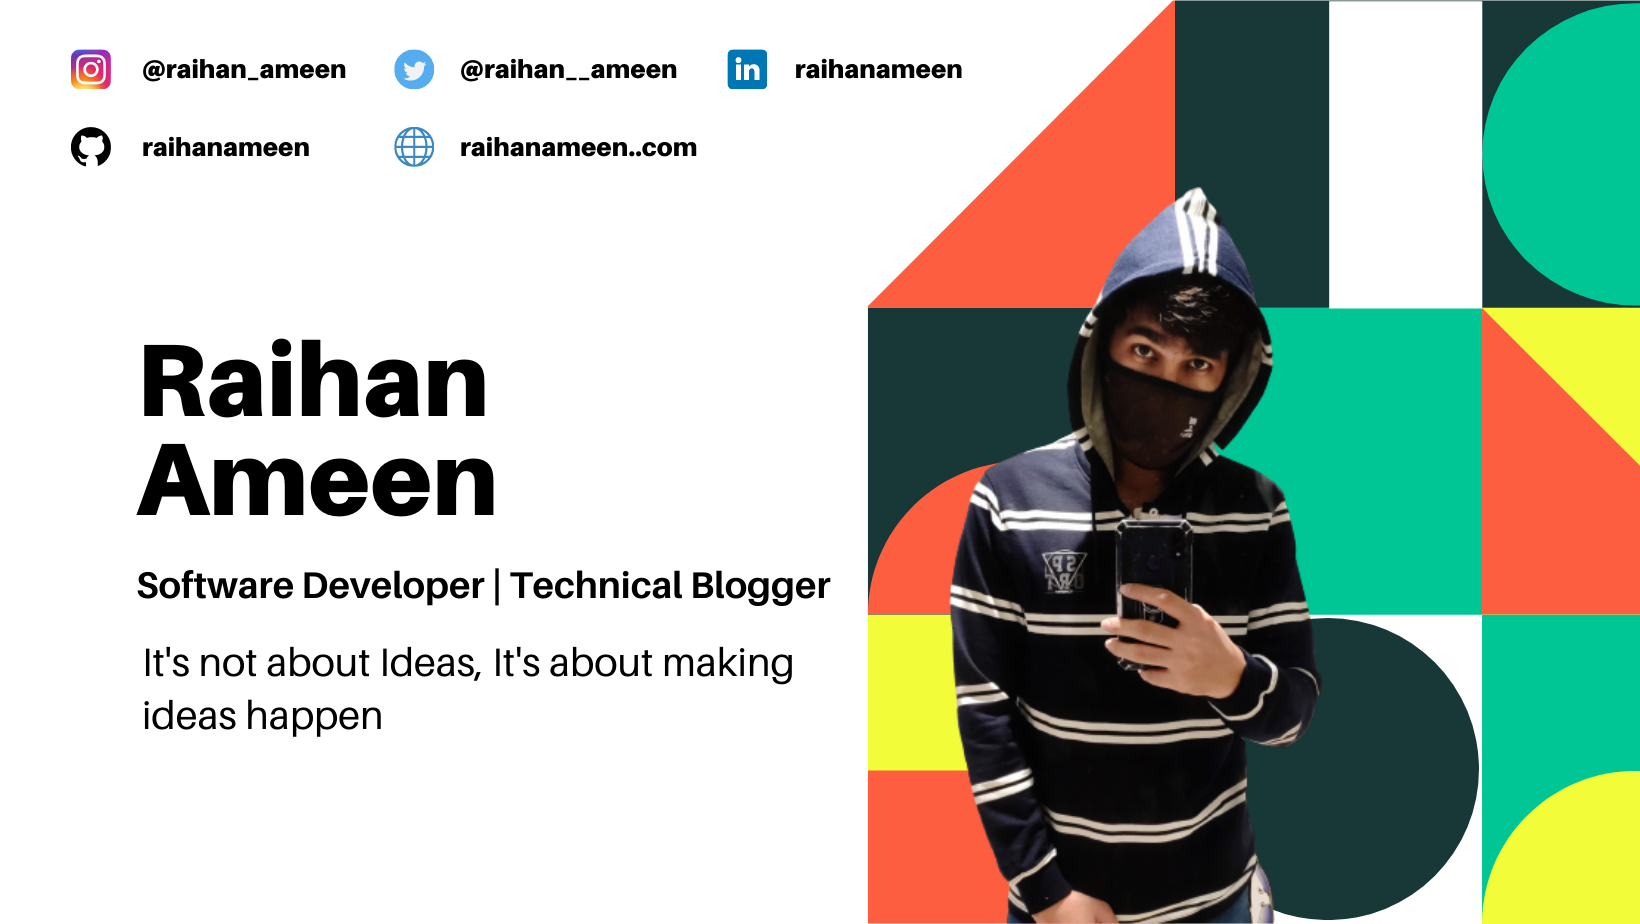 @raihan_ameen @raihan__ameen raihanameen
raihanameen raihanameen..com
Raihan
Ameen
Software Developer | Technical Blogger
It's not about Ideas, It's about making
ideas happen